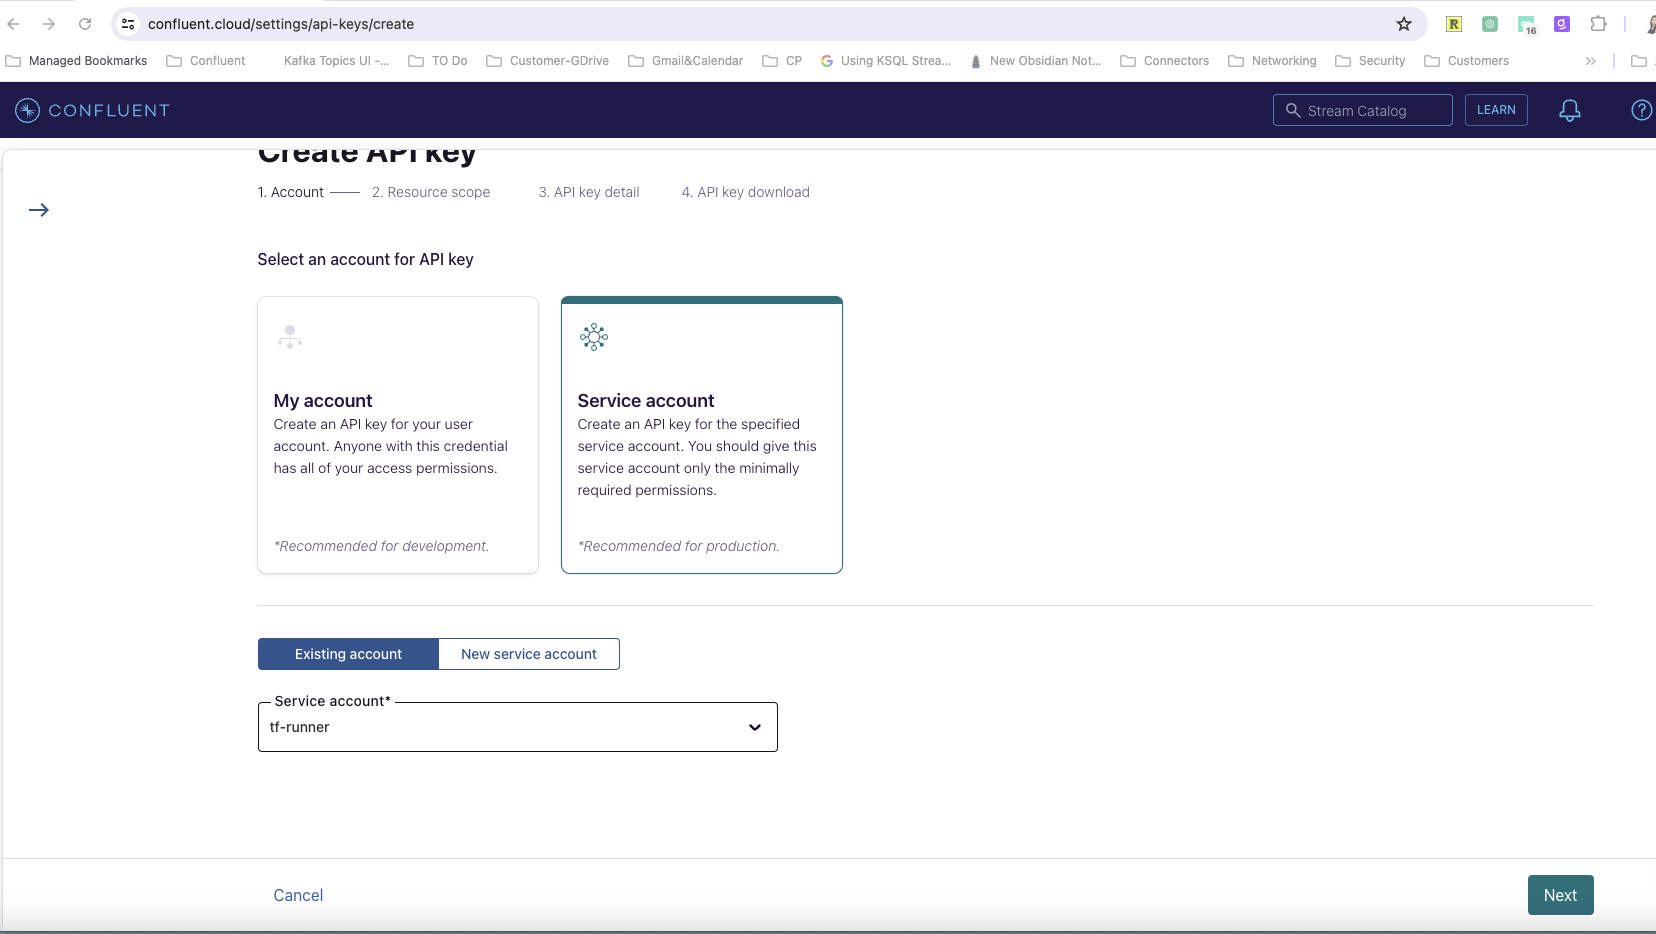 confluent.cloud/settings/api-keys/create
16
Managed Bookmarks Confluent Kafka Topics UI -... TO Do Customer-GDrive Gmail&Calendar CP Using KSQL Strea... New Obsidian Not... Connectors Networking Security Customers
CONFLUENT Stream Catalog LEARN
Create API key
1. Account 2. Resource scope 3. API key detail 4. API key download
Select an account for API key
My account
Create an API key for your user
account. Anyone with this credential
has all of your access permissions.
*Recommended for development.
Service account
Create an API key for the specified
service account. You should give this
service account only the minimally
required permissions.
*Recommended for production.
Existing account New service account
Service account*
tf-runner
Cancel Next